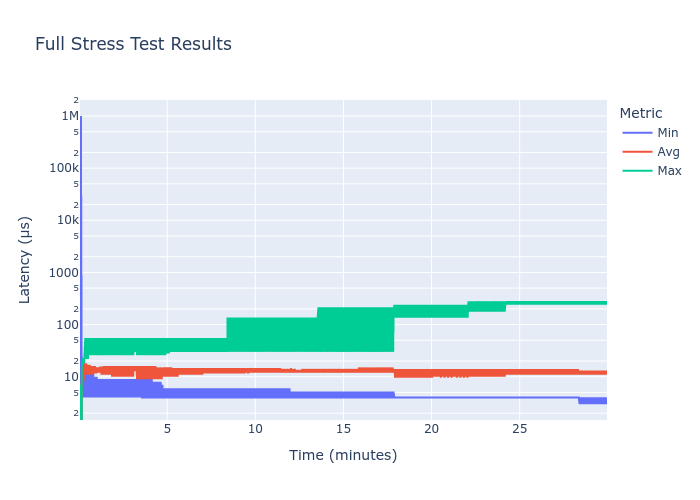 Full Stress Test Results
Metric
Min
Avg
Max
Latency (μs)
2
1M
5
2
100k
5
2
10k
5
2
1000
5
2
100
5
2
10
5
2
5
10
15
20
25
Time (minutes)